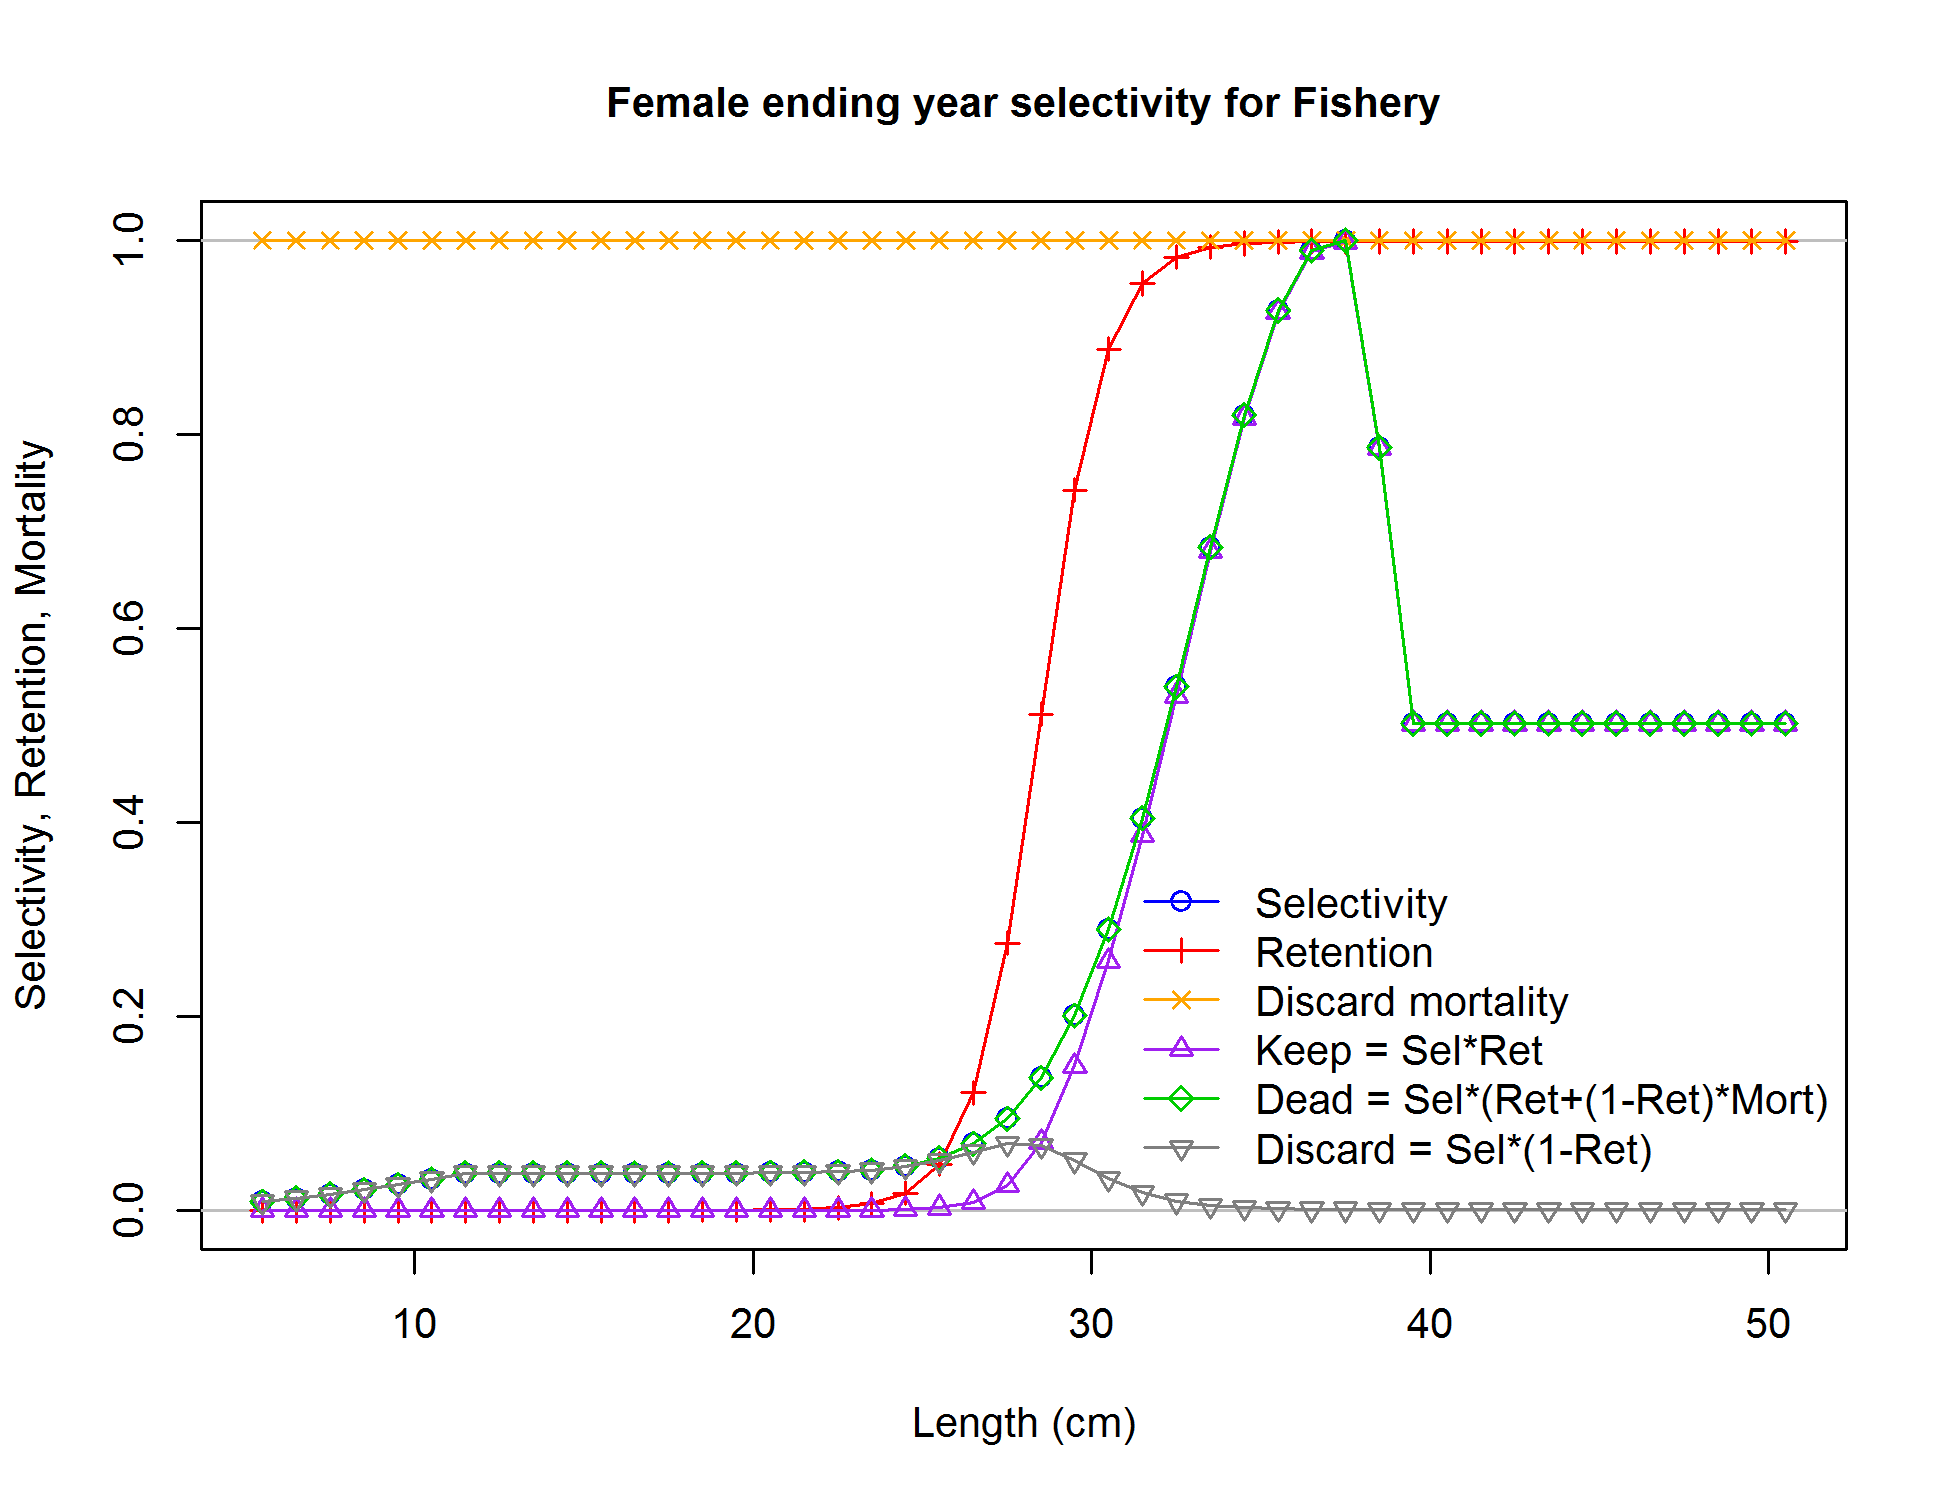 Female ending year selectivity for Fishery
Selectivity, Retention, Mortality
1.0
0.8
0.6
0.4
0.2
0.0
Selectivity
Retention
Discard mortality
Keep = Sel*Ret
Dead = Sel*(Ret+(1-Ret)*Mort)
Discard = Sel*(1-Ret)
10 20 30 40 50
Length (cm)